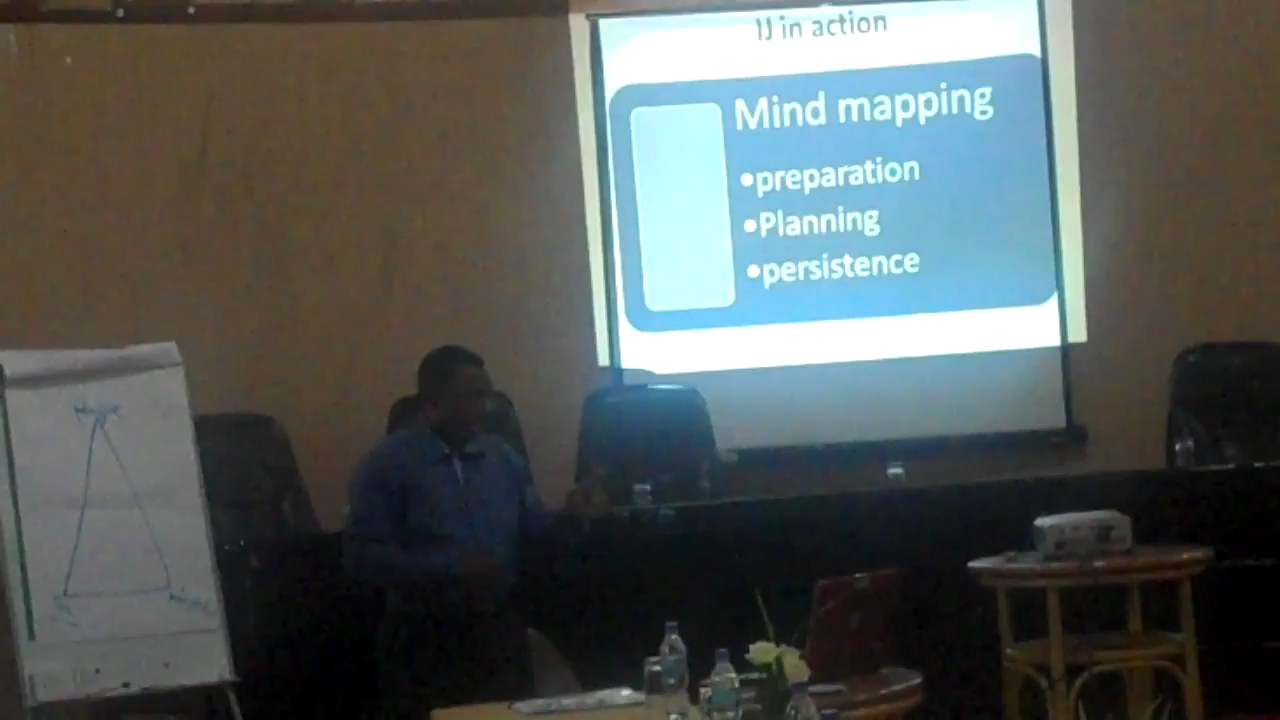 IJ in action
Mind mapping
•preparation
•Planning
•persistence